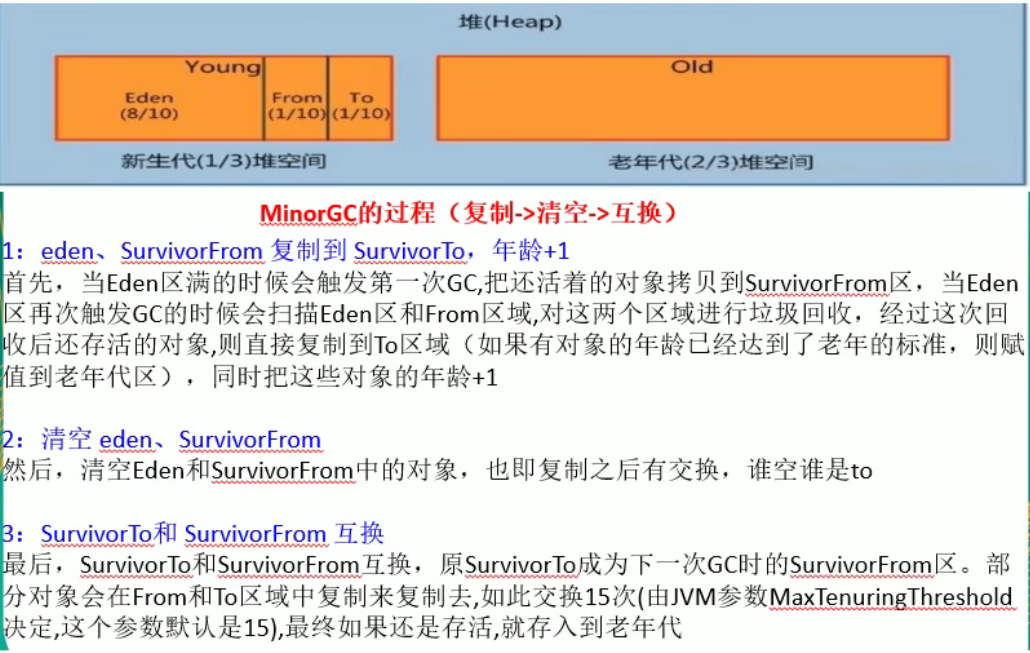 堆(Heap)
Young
Old
Eden
(8/10)
From
(1/10)
To
(1/10)
新生代(1/3)堆空间
老年代(2/3)堆空间
MinorGC的过程（复制->清空->互换）
1：eden、SurvivorFrom 复制到 SurvivorTo，年龄+1
首先，当Eden区满的时候会触发第一次GC,把还活着的对象拷贝到SurvivorFrom区，当Eden
区再次触发GC的时候会扫描Eden区和From区域,对这两个区域进行垃圾回收，经过这次回
收后还存活的对象,则直接复制到To区域（如果有对象的年龄已经达到了老年的标准，则赋
值到老年代区），同时把这些对象的年龄+1
2：清空 eden、SurvivorFrom
然后，清空Eden和SurvivorFrom中的对象，也即复制之后有交换，谁空谁是to
3：SurvivorTo和 SurvivorFrom 互换
最后，SurvivorTo和SurvivorFrom互换，原SurvivorTo成为下一次GC时的SurvivorFrom区。部
分对象会在From和To区域中复制来复制去,如此交换15次(由JVM参数MaxTenuringThreshold
决定,这个参数默认是15),最终如果还是存活,就存入到老年代